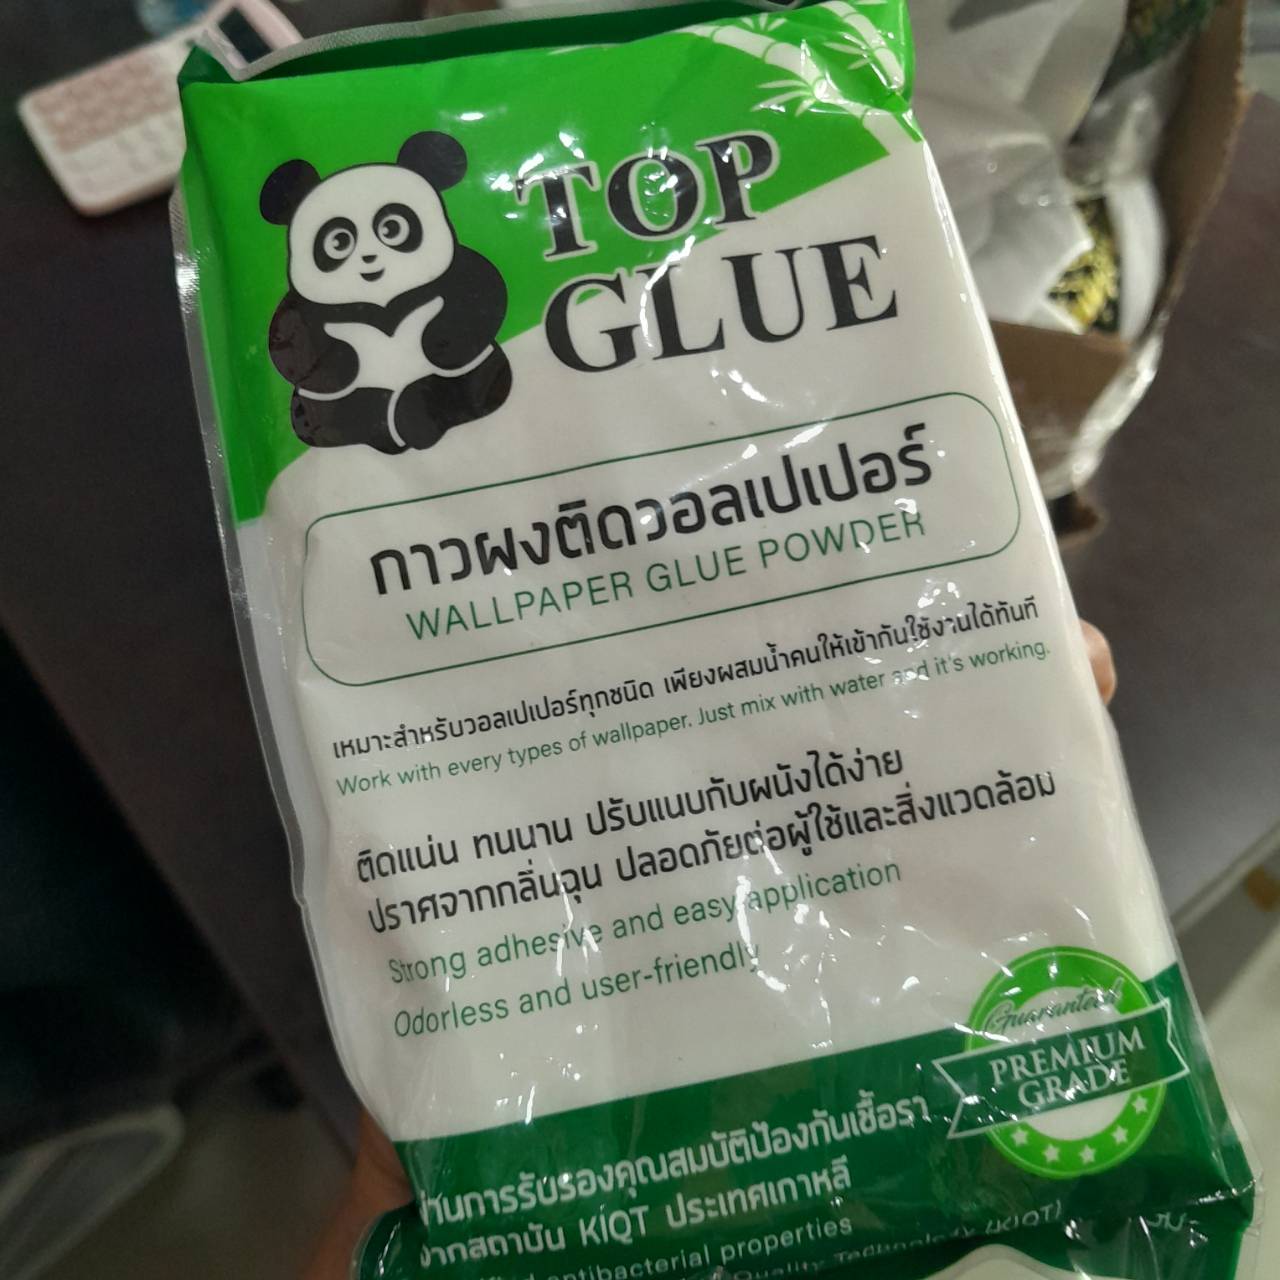 TOP
GLUE
กาวผงติดวอลเปเปอร์
WALLPAPER GLUE POWDER
เหมาะสำหรับวอลเปเปอร์ทุกชนิด เพียงผสมน้ำคนให้เข้ากันใช้งานได้ทันที
Work with every types of wallpaper. Just mix with water and it's working.
ติดแน่น ทนนาน ปรับแนบกับผนังได้ง่าย
ปราศจากกลิ่นฉุน ปลอดภัยต่อผู้ใช้และสิ่งแวดล้อม
Strong adhesive and easy application
Odorless and user-friendly
Guaranteed
PREMIUM
GRADE
ผ่านการรับรองคุณสมบัติป้องกันเชื้อรา
จากสถาบัน KIQT ประเทศเกาหลี
antibacterial properties
Quality Technology (KIQT)